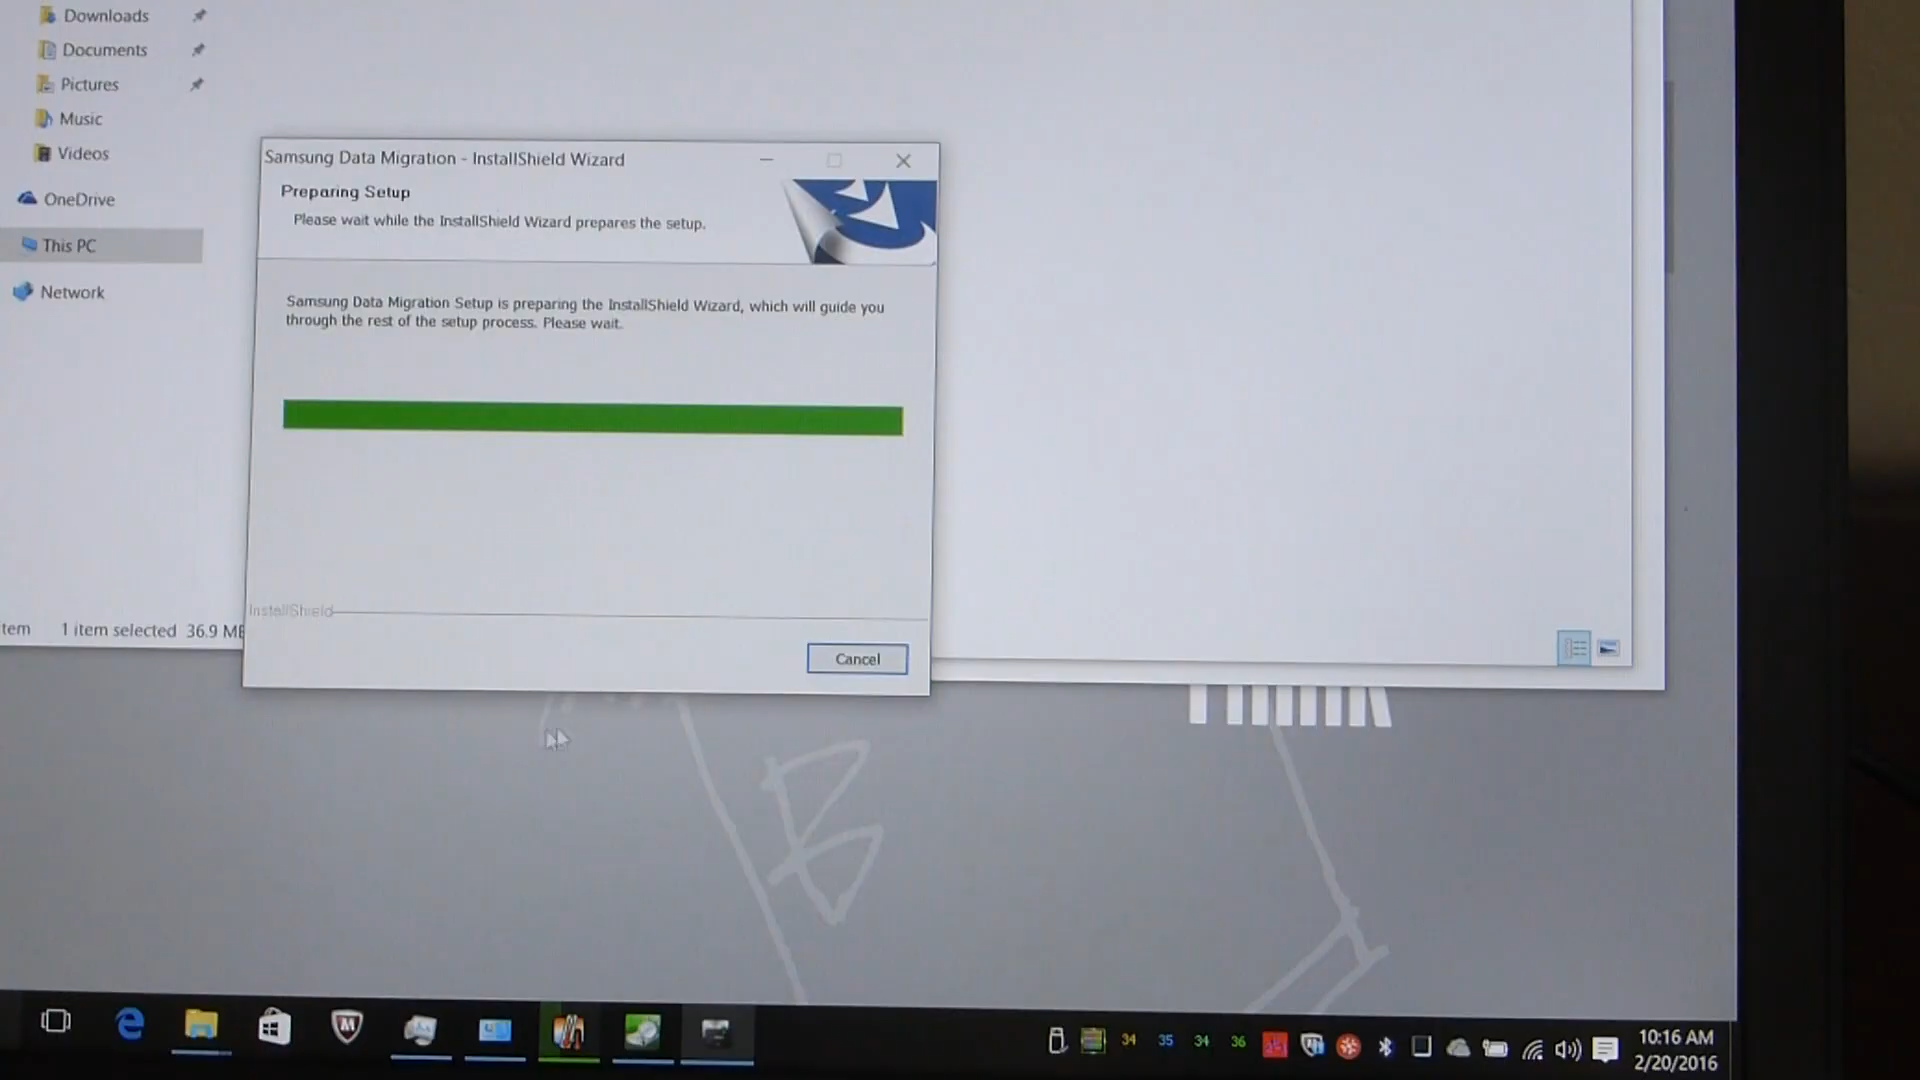 Downloads
Documents
Pictures
Music
Videos
OneDrive
This PC
Network
tem 1 item selected 36.9 ME
Samsung Data Migration - InstallShield Wizard
Preparing Setup
Please wait while the InstallShield Wizard prepares the setup.
Samsung Data Migration Setup is preparing the InstallShield Wizard, which will guide you
through the rest of the setup process. Please wait.
InstallShield
Cancel
B
34 35 34 36
10:16 AM
2/20/2016